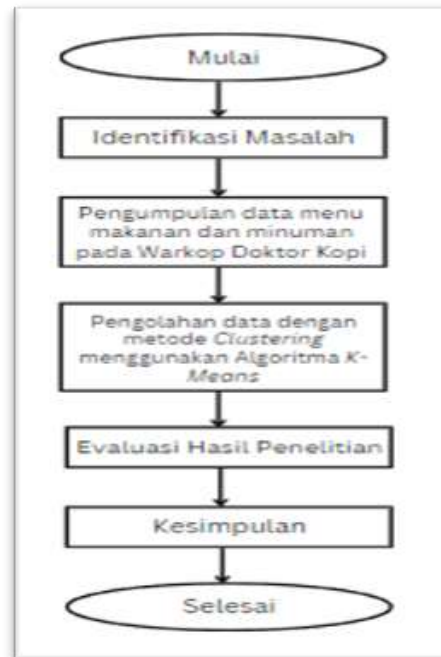 Mulai
Identifikasi Masalah
Pengumpulan data menu
makanan dan minuman
pada Warkop Doktor Kopi
Pengolahan data dengan
metode Clustering
menggunakan Algoritma K-
Means
Evaluasi Hasil Penelitian
Kesimpulan
Selesai